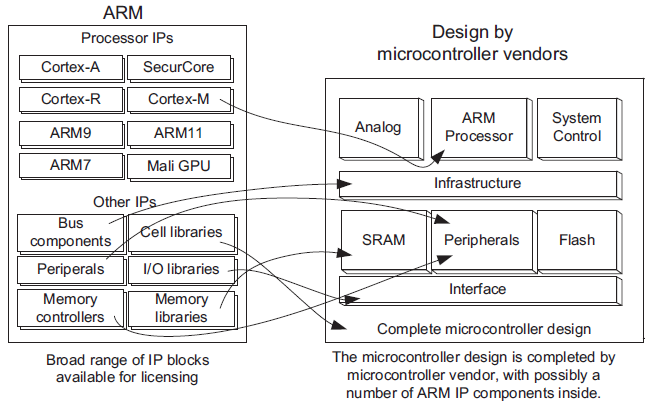 ARM
Processor IPs
Cortex-A
SecurCore
Cortex-R
Cortex-M
ARM9
ARM11
ARM7
Mali GPU
Other IPs
Bus
components
Cell libraries
Periperals
I/O libraries
Memory
controllers
Memory
libraries
Broad range of IP blocks
available for licensing
Design by
microcontroller vendors
Analog
ARM
Processor
System
Control
Infrastructure
SRAM
Peripherals
Flash
Interface
Complete microcontroller design
The microcontroller design is completed by
microcontroller vendor, with possibly a
number of ARM IP components inside.